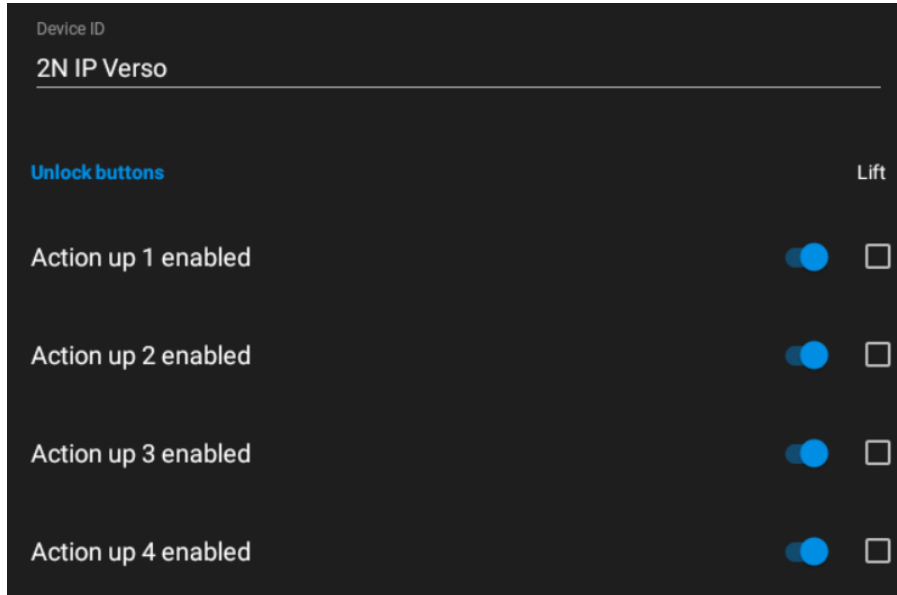 Device ID
2N IP Verso
Unlock buttons Lift
Action up 1 enabled
Action up 2 enabled
Action up 3 enabled
Action up 4 enabled